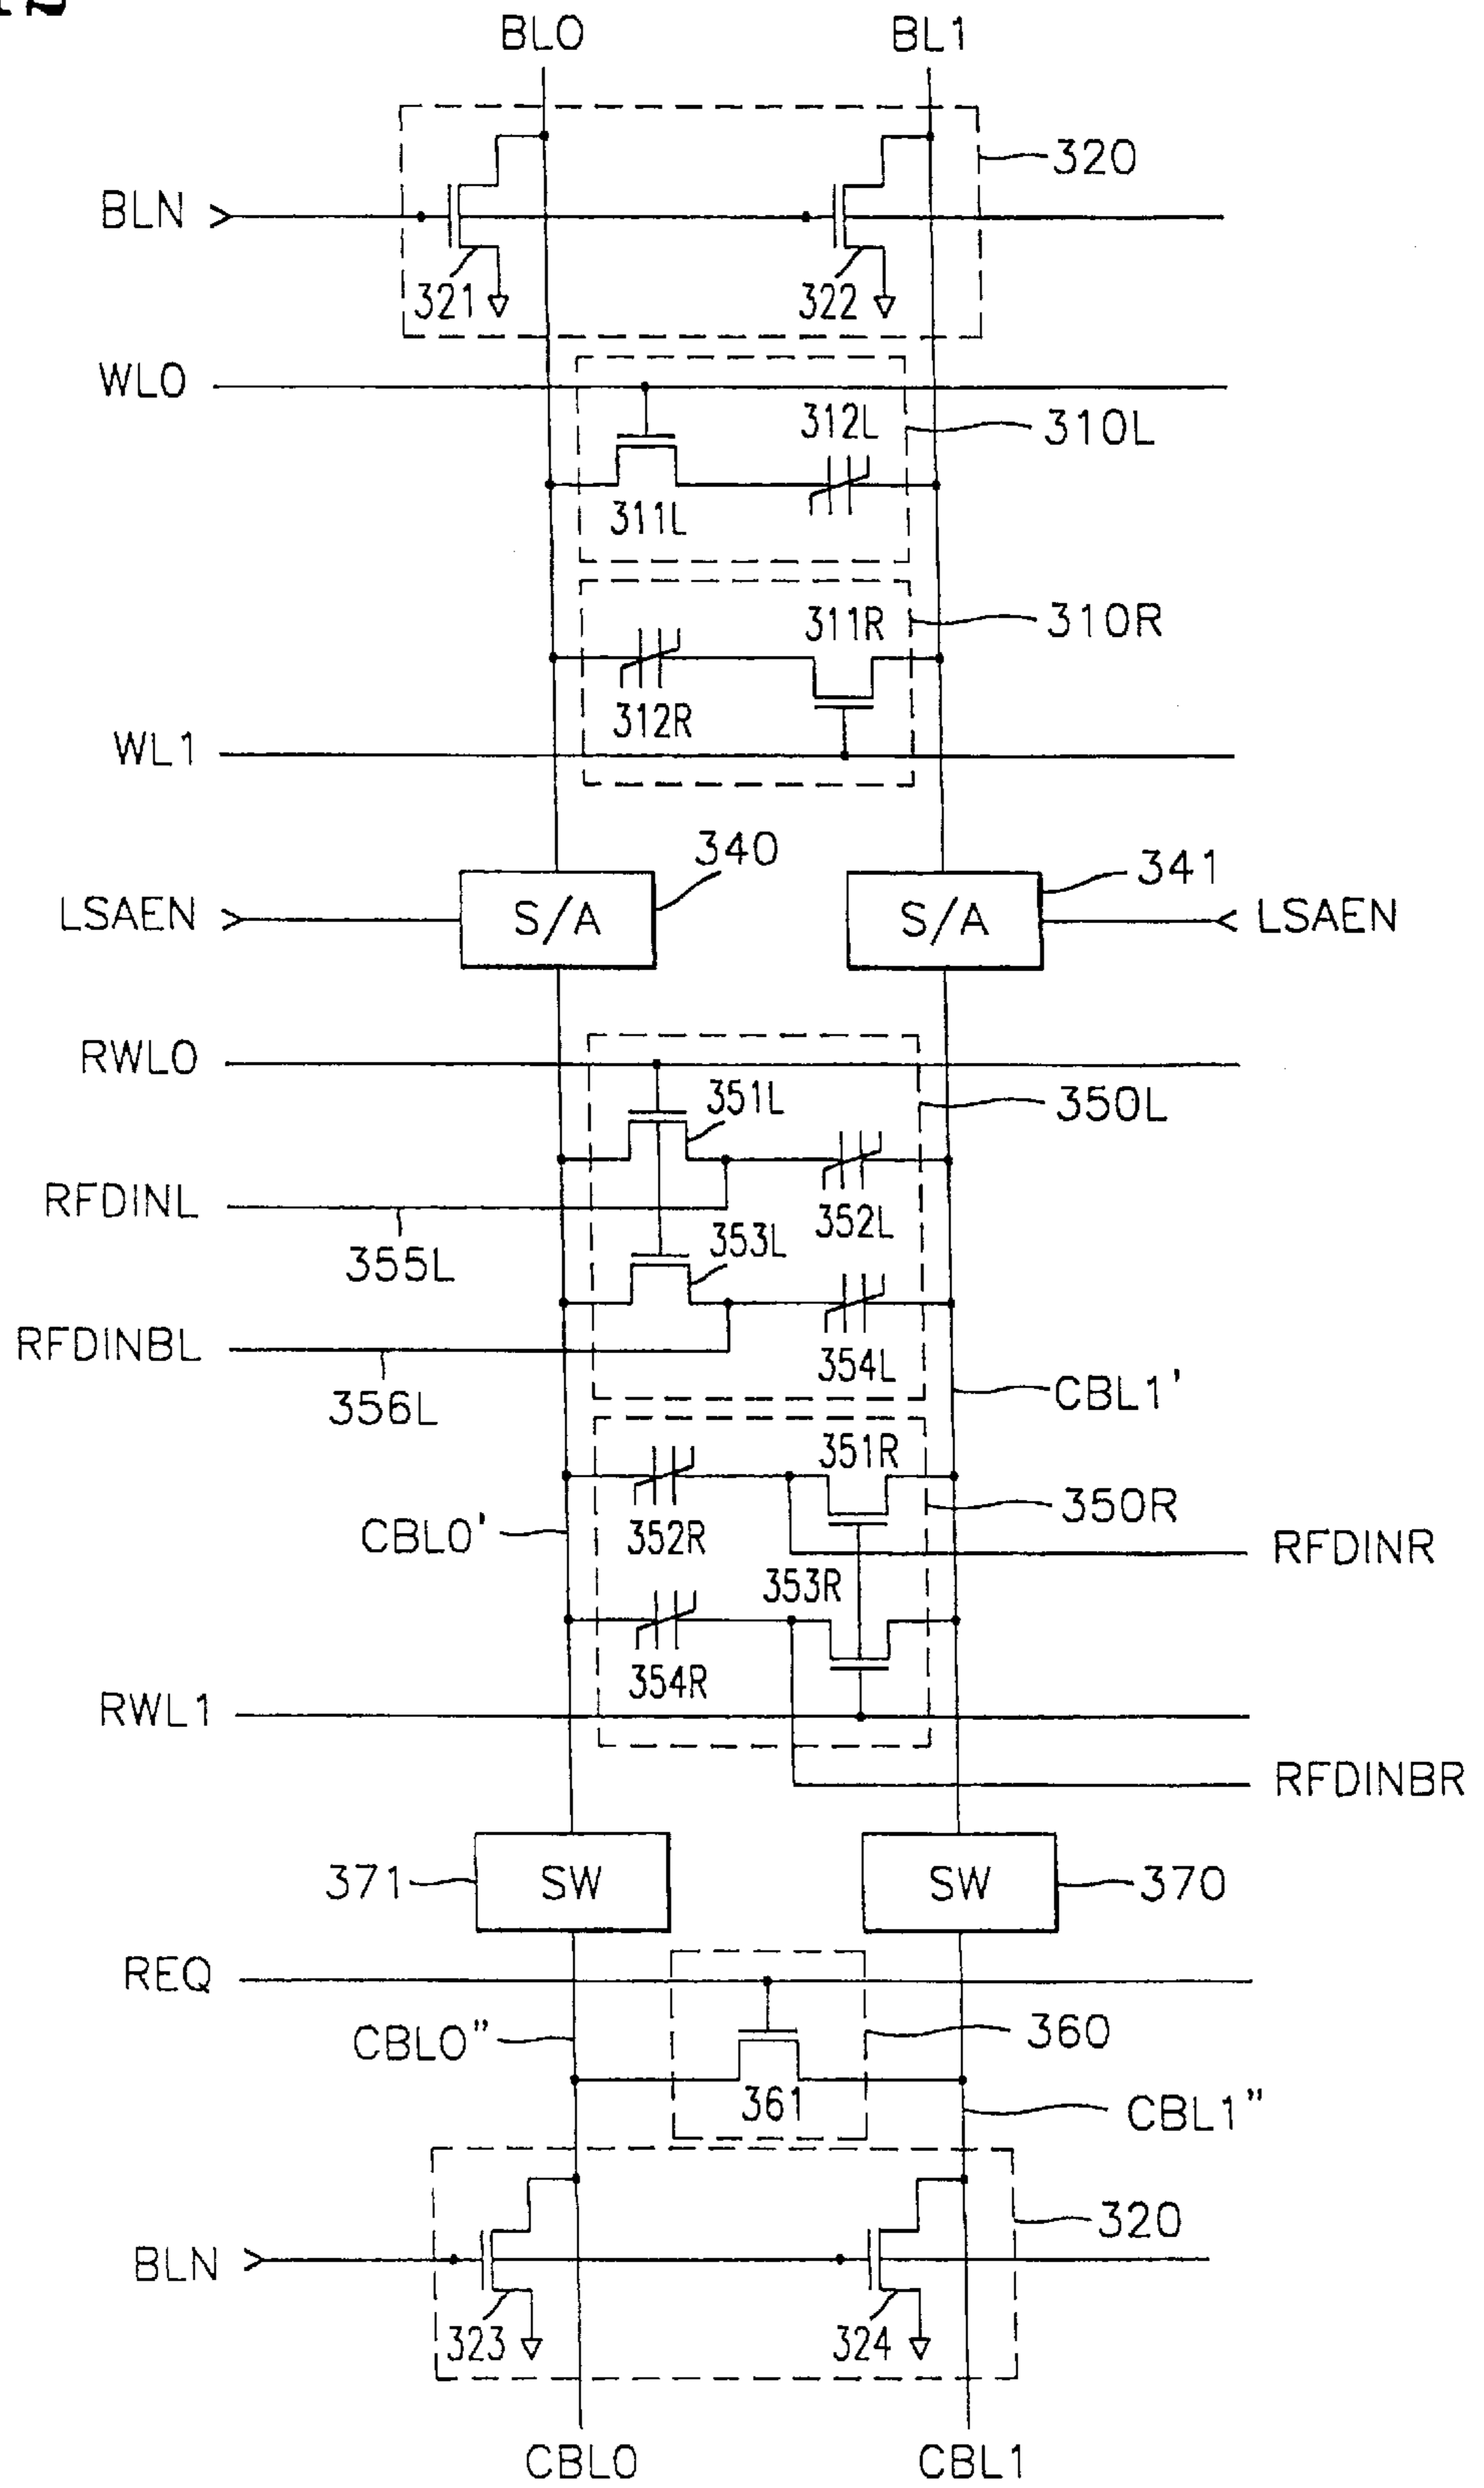 BL0 BL1
320
BLN
321 322
WL0
312L
310L
311L
311R
310R
312R
WL1
340
341
LSAEN S/A S/A LSAEN
RWL0
351L
350L
RFDINL
352L
353L
355L
RFDINBL
354L
CBL1'
356L
351R
350R
CBL0'
352R
RFDINR
353R
354R
RWL1
RFDINBR
371 SW SW 370
REQ
CBL0"
360
361
CBL1"
320
BLN
323 324
CBL0 CBL1